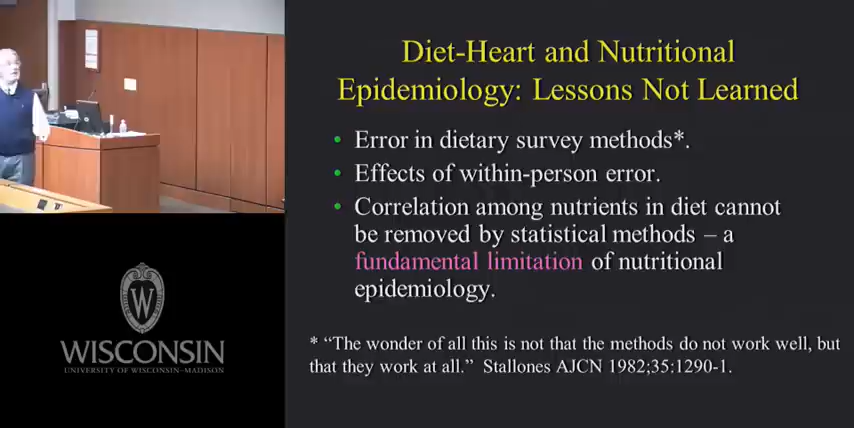 Diet-Heart and Nutritional
Epidemiology: Lessons Not Learned
• Error in dietary survey methods*.
• Effects of within-person error.
• Correlation among nutrients in diet cannot
be removed by statistical methods – a
fundamental limitation of nutritional
epidemiology.
* “The wonder of all this is not that the methods do not work well, but
that they work at all.” Stallones AJCN 1982;35:1290-1.
W
WISCONSIN
UNIVERSITY OF WISCONSIN–MADISON